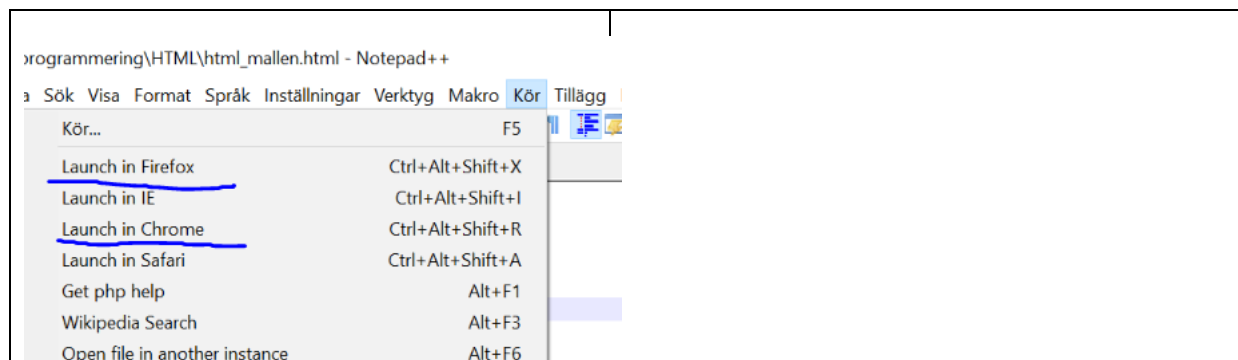 programmering\HTML\html_mallen.html - Notepad++
a Sök Visa Format Språk Inställningar Verktyg Makro Kör Tillägg
Kör... F5
Launch in Firefox Ctrl+Alt+Shift+X
Launch in IE Ctrl+Alt+Shift+I
Launch in Chrome Ctrl+Alt+Shift+R
Launch in Safari Ctrl+Alt+Shift+A
Get php help Alt+F1
Wikipedia Search Alt+F3
Open file in another instance Alt+F6